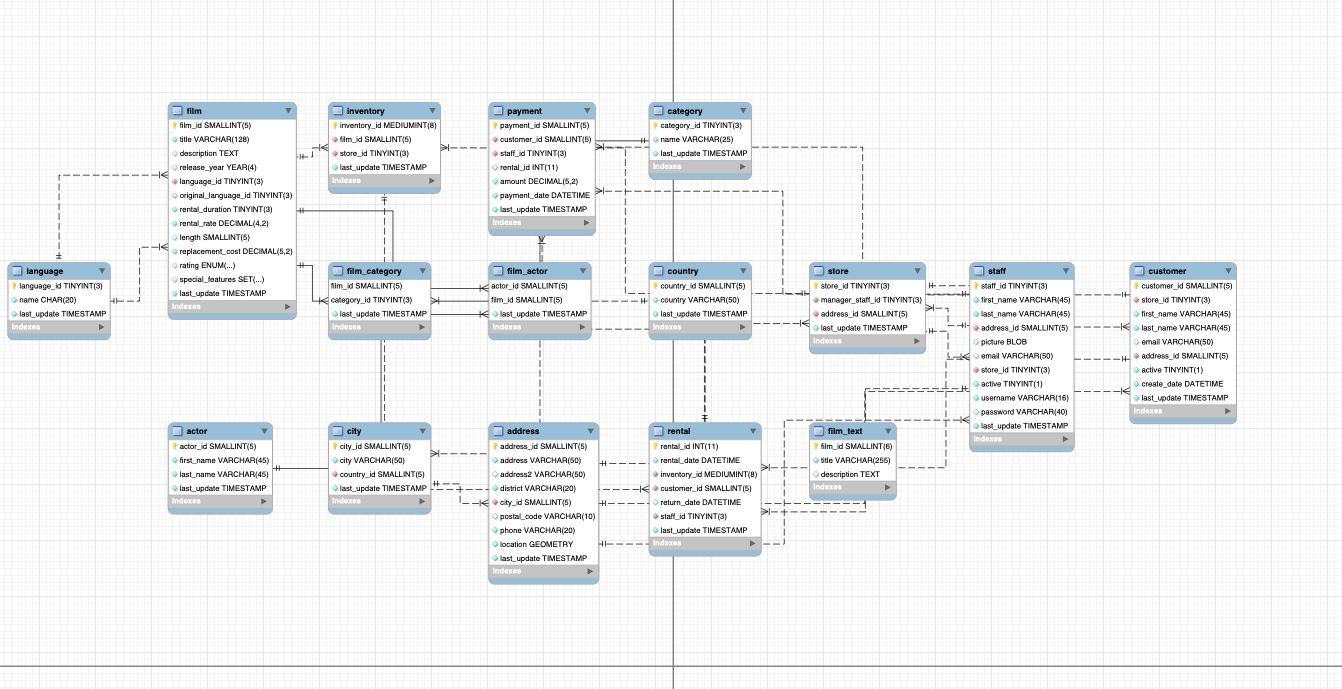 film
film_id SMALLINT(5)
title VARCHAR(128)
description TEXT
release_year YEAR(4)
language_id TINYINT(3)
original_language_id TINYINT(3)
rental_duration TINYINT(3)
rental_rate DECIMAL(4,2)
length SMALLINT(5)
replacement_cost DECIMAL(5,2)
rating ENUM(...)
special_features SET(...)
last_update TIMESTAMP
Indexes
inventory
inventory_id MEDIUMINT(8)
film_id SMALLINT(5)
store_id TINYINT(3)
last_update TIMESTAMP
Indexes
payment
payment_id SMALLINT(5)
customer_id SMALLINT(5)
staff_id TINYINT(3)
rental_id INT(11)
amount DECIMAL(5,2)
payment_date DATETIME
last_update TIMESTAMP
Indexes
category
category_id TINYINT(3)
name VARCHAR(25)
last_update TIMESTAMP
Indexes
language
language_id TINYINT(3)
name CHAR(20)
last_update TIMESTAMP
Indexes
film_category
film_id SMALLINT(5)
category_id TINYINT(3)
last_update TIMESTAMP
Indexes
film_actor
actor_id SMALLINT(5)
film_id SMALLINT(5)
last_update TIMESTAMP
Indexes
country
country_id SMALLINT(5)
country VARCHAR(50)
last_update TIMESTAMP
Indexes
store
store_id TINYINT(3)
manager_staff_id TINYINT(3)
address_id SMALLINT(5)
last_update TIMESTAMP
Indexes
staff
staff_id TINYINT(3)
first_name VARCHAR(45)
last_name VARCHAR(45)
address_id SMALLINT(5)
picture BLOB
email VARCHAR(50)
store_id TINYINT(3)
active TINYINT(1)
username VARCHAR(16)
password VARCHAR(40)
last_update TIMESTAMP
Indexes
customer
customer_id SMALLINT(5)
store_id TINYINT(3)
first_name VARCHAR(45)
last_name VARCHAR(45)
email VARCHAR(50)
address_id SMALLINT(5)
active TINYINT(1)
create_date DATETIME
last_update TIMESTAMP
Indexes
actor
actor_id SMALLINT(5)
first_name VARCHAR(45)
last_name VARCHAR(45)
last_update TIMESTAMP
Indexes
city
city_id SMALLINT(5)
city VARCHAR(50)
country_id SMALLINT(5)
last_update TIMESTAMP
Indexes
address
address_id SMALLINT(5)
address VARCHAR(50)
address2 VARCHAR(50)
district VARCHAR(20)
city_id SMALLINT(5)
postal_code VARCHAR(10)
phone VARCHAR(20)
location GEOMETRY
last_update TIMESTAMP
Indexes
rental
rental_id INT(11)
rental_date DATETIME
inventory_id MEDIUMINT(8)
customer_id SMALLINT(5)
return_date DATETIME
staff_id TINYINT(3)
last_update TIMESTAMP
Indexes
film_text
film_id SMALLINT(6)
title VARCHAR(255)
description TEXT
Indexes